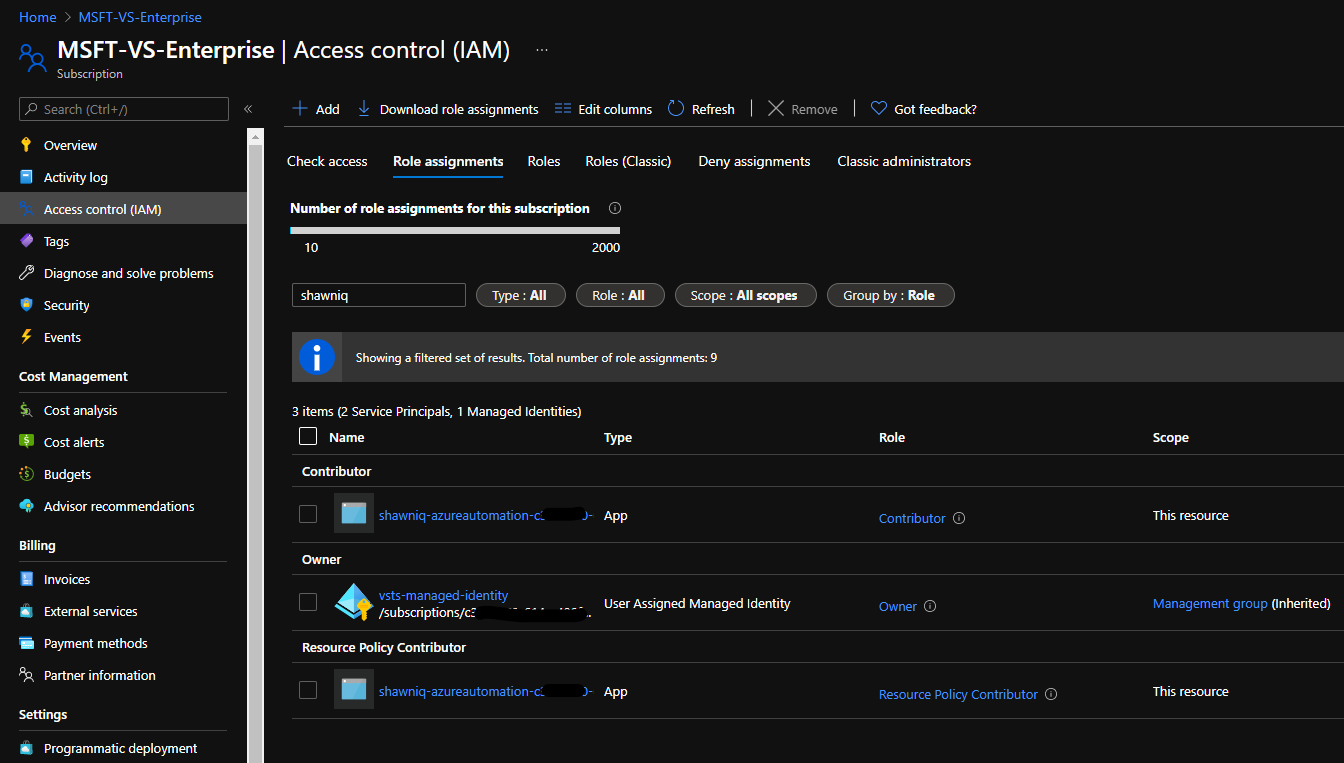 Home > MSFT-VS-Enterprise
MSFT-VS-Enterprise | Access control (IAM) ...
Subscription
Search (Ctrl+/) «
Add Download role assignments Edit columns Refresh Remove Got feedback?
Overview
Activity log
Access control (IAM)
Tags
Diagnose and solve problems
Security
Events
Cost Management
Cost analysis
Cost alerts
Budgets
Advisor recommendations
Billing
Invoices
External services
Payment methods
Partner information
Settings
Programmatic deployment
Check access Role assignments Roles Roles (Classic) Deny assignments Classic administrators
Number of role assignments for this subscription
10 2000
shawniq Type : All Role : All Scope : All scopes Group by : Role
Showing a filtered set of results. Total number of role assignments: 9
3 items (2 Service Principals, 1 Managed Identities)
Name Type Role Scope
Contributor
shawniq-azureautomation- App Contributor This resource
Owner
vsts-managed-identity
/subscriptions/ User Assigned Managed Identity Owner Management group (Inherited)
Resource Policy Contributor
shawniq-azureautomation- App Resource Policy Contributor This resource